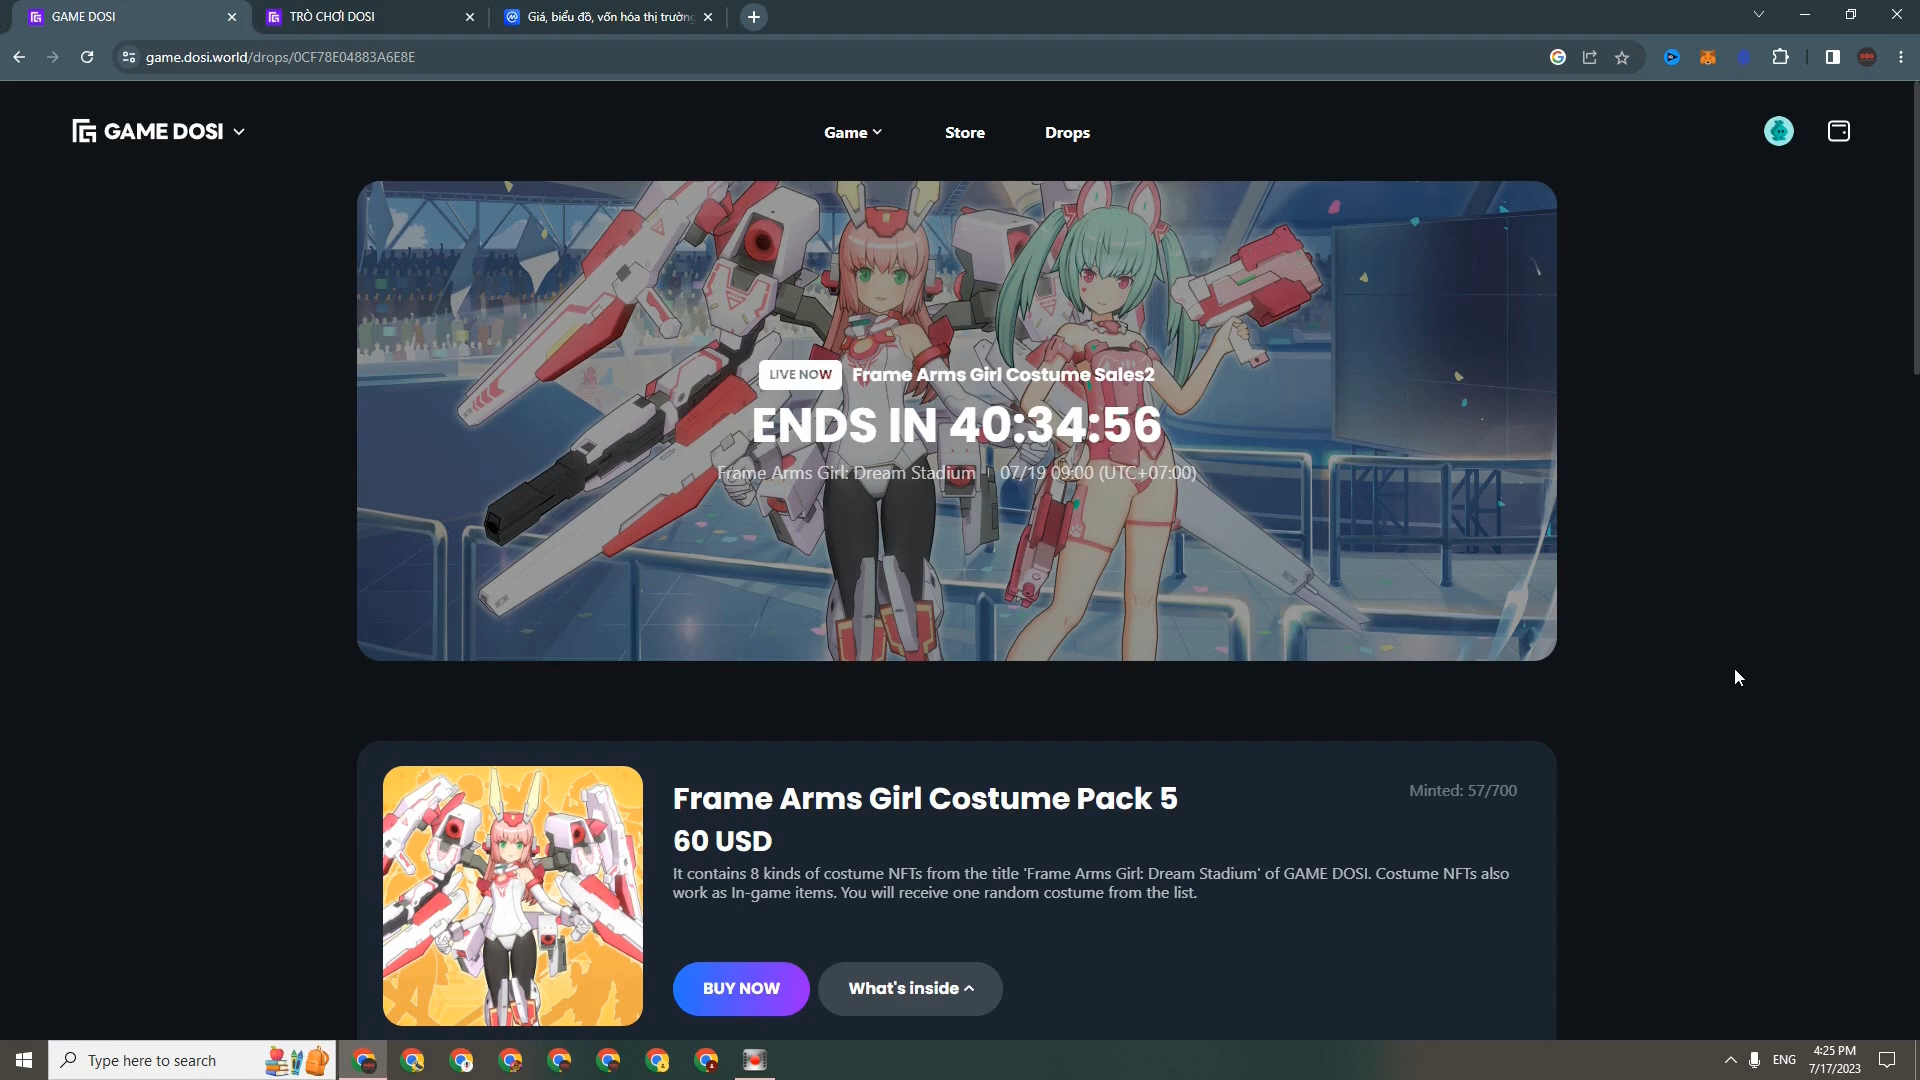 GAME DOSI
TRÒ CHƠI DOSI
Giá, biểu đồ, vốn hóa thị trường
game.dosi.world/drops/0CF78E04883A6E8E
GAME DOSI
Game
Store
Drops
LIVE NOW
Frame Arms Girl Costume Sales2
ENDS IN 40:34:56
Frame Arms Girl: Dream Stadium | 07/19 09:00 (UTC+07:00)
Frame Arms Girl Costume Pack 5
Minted: 57/700
60 USD
It contains 8 kinds of costume NFTs from the title 'Frame Arms Girl: Dream Stadium' of GAME DOSI. Costume NFTs also
work as In-game items. You will receive one random costume from the list.
BUY NOW
What's inside
Type here to search
ENG
4:25 PM
7/17/2023